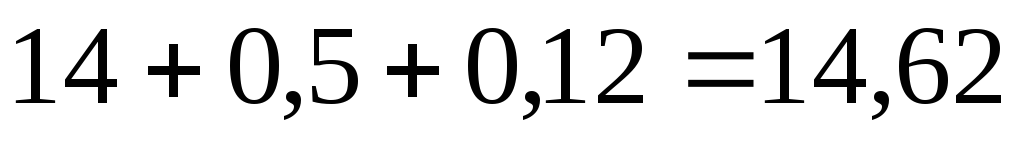 14 + 0,5 + 0,12 =14,62